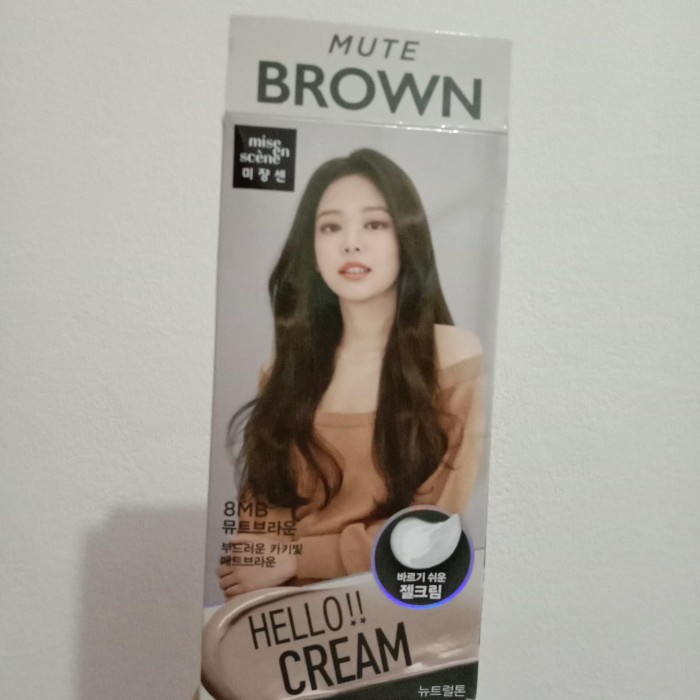 MUTE
BROWN
mise
en
scène
미쟝센
8MB
뮤트브라운
부드러운 카키빛
매트브라운
바르기 쉬운
젤크림
HELLO!!
CREAM
뉴트럴톤